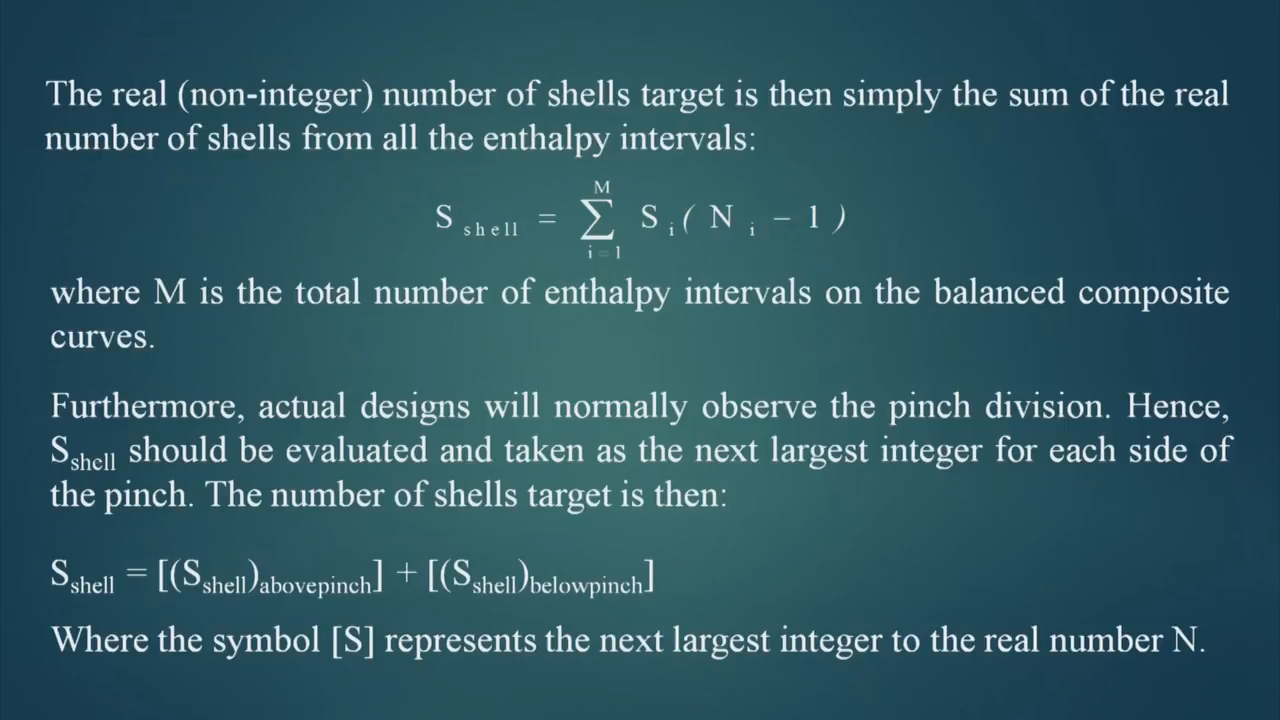 The real (non-integer) number of shells target is then simply the sum of the real
number of shells from all the enthalpy intervals:
S shell = ∑ i = 1 M S i ( N i − 1 )
where M is the total number of enthalpy intervals on the balanced composite
curves.
Furthermore, actual designs will normally observe the pinch division. Hence,
Sshell should be evaluated and taken as the next largest integer for each side of
the pinch. The number of shells target is then:
Sshell = [(Sshell)abovepinch] + [(Sshell)belowpinch]
Where the symbol [S] represents the next largest integer to the real number N.